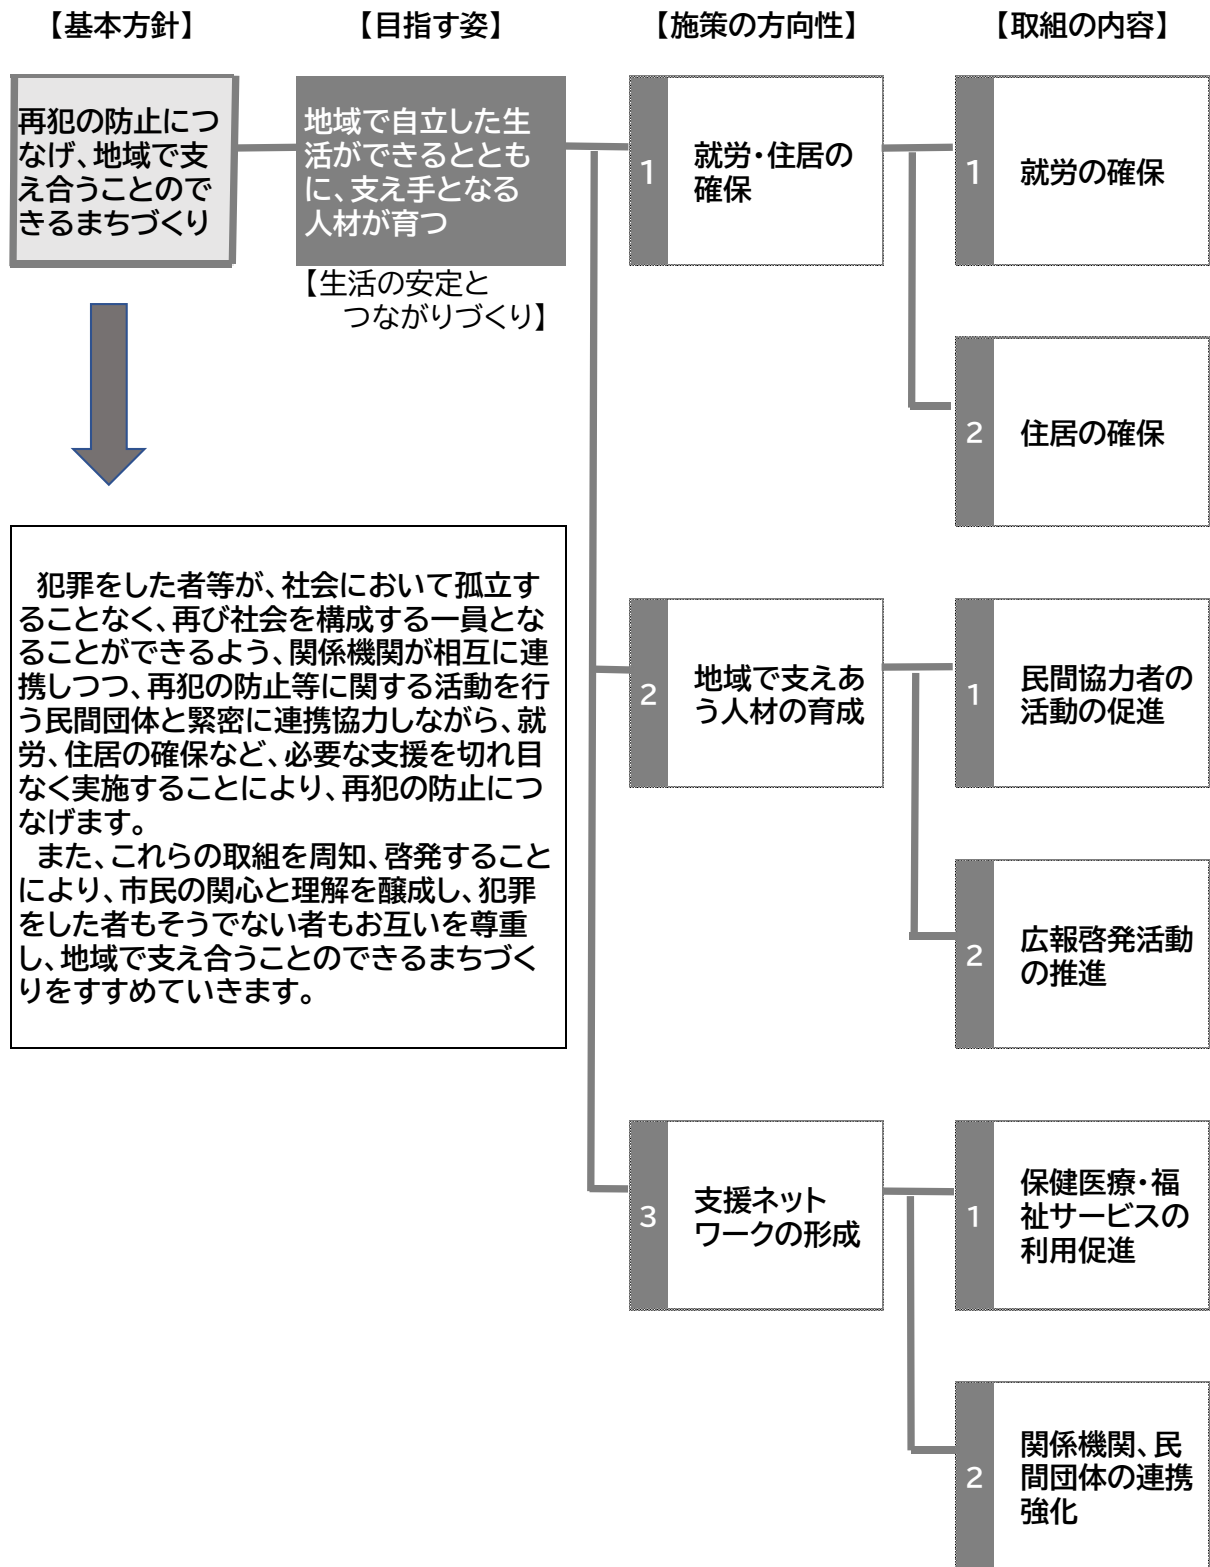 【基本方針】
【目指す姿】
【施策の方向性】
【取組の内容】
再犯の防止につ
なげ、地域で支
え合うことので
きるまちづくり
地域で自立した生
活ができるととも
に、支え手となる
人材が育つ
【生活の安定と
つながりづくり】
1
就労・住居の
確保
1
就労の確保
2
住居の確保
犯罪をした者等が、社会において孤立す
ることなく、再び社会を構成する一員とな
ることができるよう、関係機関が相互に連
携しつつ、再犯の防止等に関する活動を行
う民間団体と緊密に連携協力しながら、就
労、住居の確保など、必要な支援を切れ目
なく実施することにより、再犯の防止につ
なげます。
また、これらの取組を周知、啓発すること
により、市民の関心と理解を醸成し、犯罪
をした者もそうでない者もお互いを尊重
し、地域で支え合うことのできるまちづく
りをすすめていきます。
2
地域で支えあ
う人材の育成
1
民間協力者の
活動の促進
2
広報啓発活動
の推進
3
支援ネット
ワークの形成
1
保健医療・福
祉サービスの
利用促進
2
関係機関、民
間団体の連携
強化